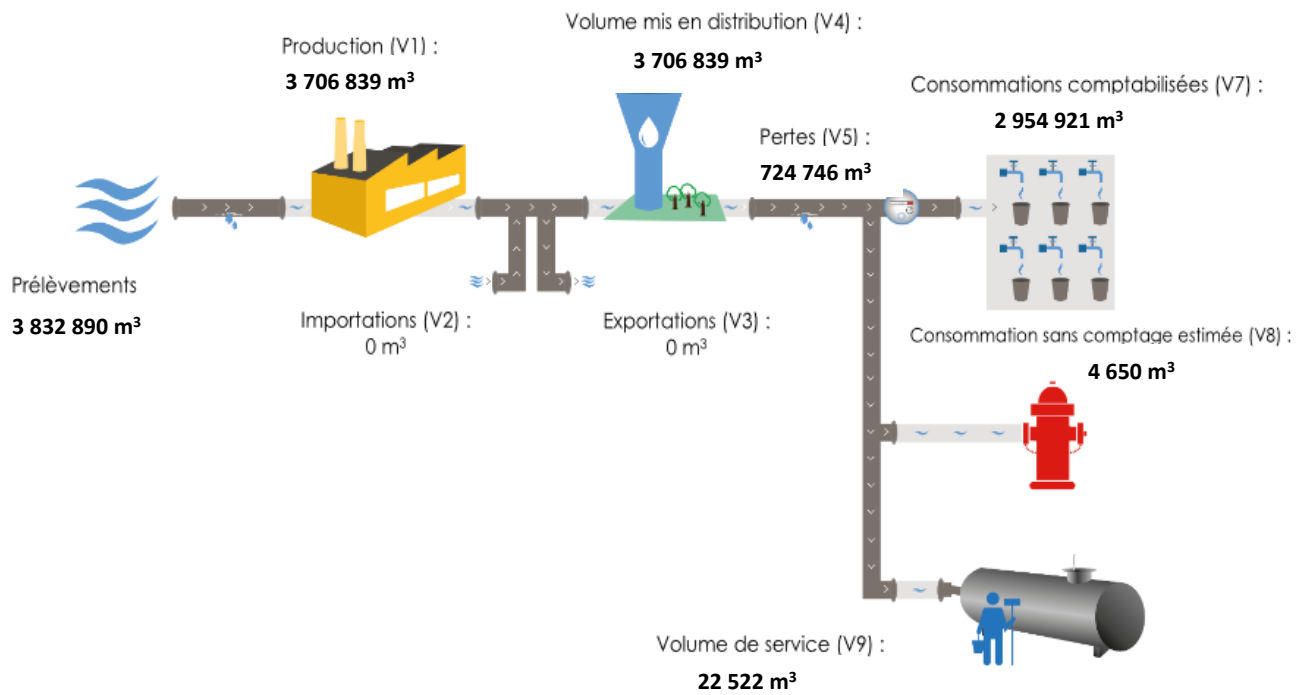 Volume mis en distribution (V4) :
3 706 839 m³
Production (V1) :
3 706 839 m³
Consommations comptabilisées (V7) :
2 954 921 m³
Pertes (V5) :
724 746 m³
Prélèvements
3 832 890 m³
Importations (V2) :
0 m³
Exportations (V3) :
0 m³
Consommation sans comptage estimée (V8) :
4 650 m³
Volume de service (V9) :
22 522 m³